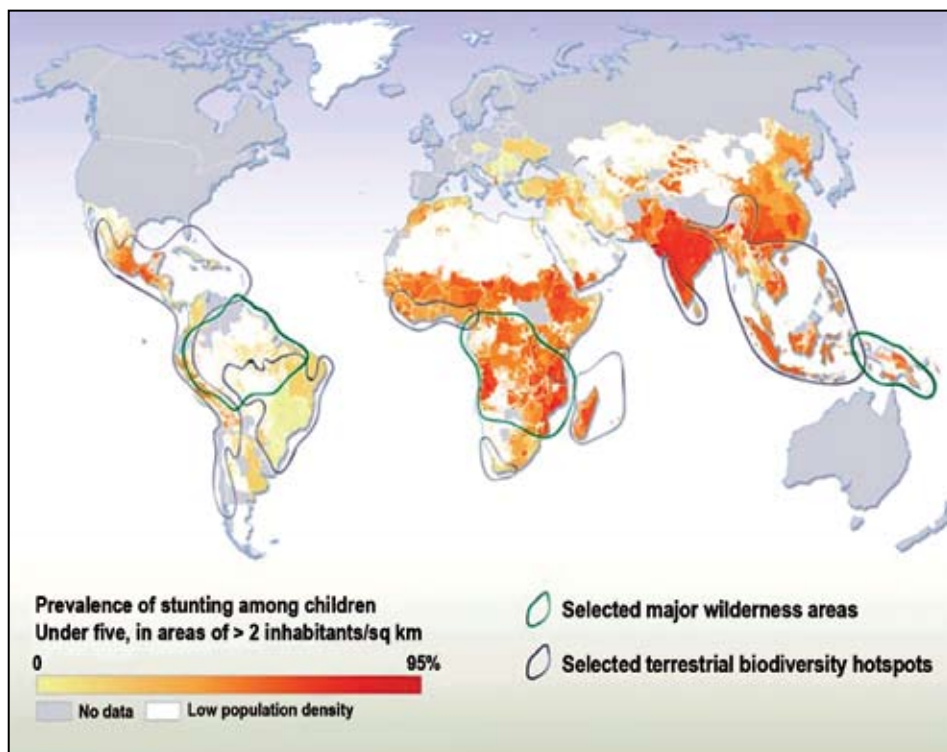 Prevalence of stunting among children
Under five, in areas of > 2 inhabitants/sq km
0 95%
No data Low population density
Selected major wilderness areas
Selected terrestrial biodiversity hotspots